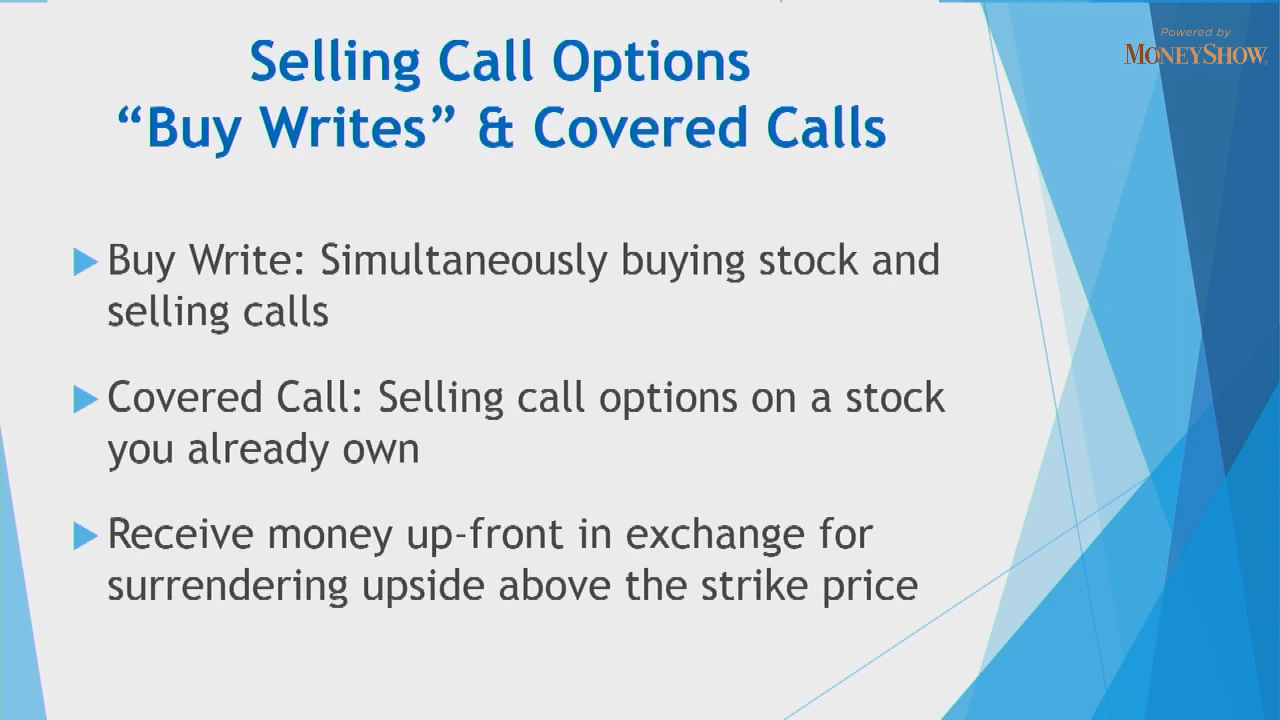 Powered by
MONEYSHOW
Selling Call Options
“Buy Writes” & Covered Calls
Buy Write: Simultaneously buying stock and
selling calls
Covered Call: Selling call options on a stock
you already own
Receive money up-front in exchange for
surrendering upside above the strike price